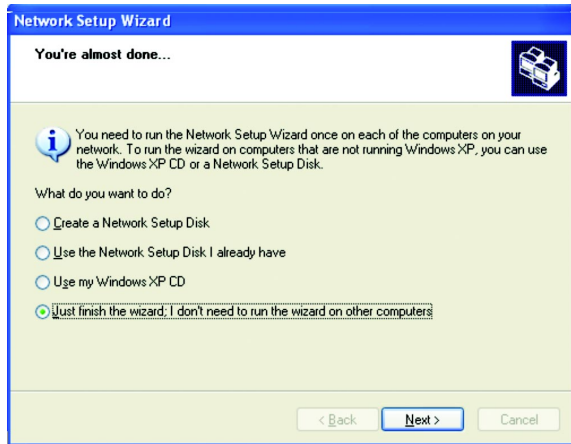 Network Setup Wizard
You're almost done...
You need to run the Network Setup Wizard once on each of the computers on your
network. To run the wizard on computers that are not running Windows XP, you can use
the Windows XP CD or a Network Setup Disk.
What do you want to do?
Create a Network Setup Disk
Use the Network Setup Disk I already have
Use my Windows XP CD
Just finish the wizard; I don't need to run the wizard on other computers
< Back Next > Cancel